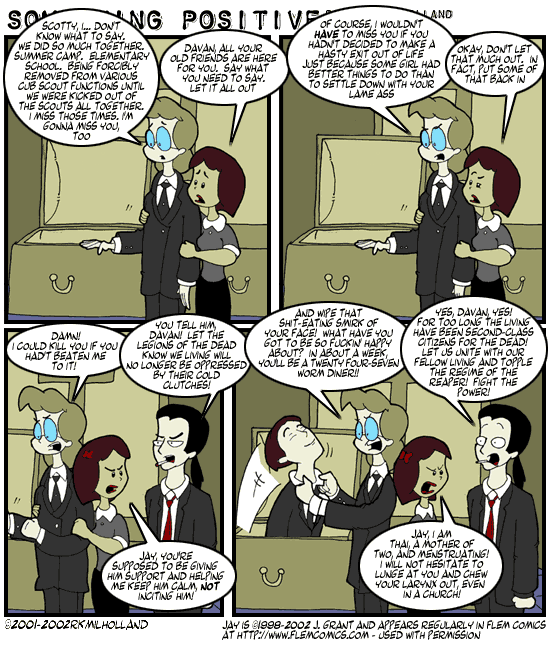 SOMETHING POSITIVE
SCOTTY, I.... DON'T
KNOW WHAT TO SAY.
WE DID SO MUCH TOGETHER.
SUMMER CAMP.  ELEMENTARY
SCHOOL.  BEING FORCIBLY
REMOVED FROM VARIOUS
CUB SCOUT FUNCTIONS UNTIL
WE WERE KICKED OUT OF
THE SCOUTS ALL TOGETHER.
I MISS THOSE TIMES. I'M
GONNA MISS YOU,
TOO
DAVAN, ALL YOUR
OLD FRIENDS ARE HERE
FOR YOU. SAY WHAT
YOU NEED TO SAY.
LET IT ALL OUT
OF COURSE, I WOULDN'T
HAVE TO MISS YOU IF YOU
HADN'T DECIDED TO MAKE A
HASTY EXIT OUT OF LIFE
JUST BECAUSE SOME GIRL HAD
BETTER THINGS TO DO THAN
TO SETTLE DOWN WITH YOUR
LAME ASS
OKAY, DON'T LET
THAT MUCH OUT.  IN
FACT, PUT SOME OF
THAT BACK IN
DAMN!
I COULD KILL YOU IF YOU
HAD'T BEATEN ME
TO IT!
YOU TELL HIM,
DAVAN!  LET THE
LEGIONS OF THE DEAD
KNOW WE LIVING WILL
NO LONGER BE OPPRESSED
BY THEIR COLD
CLUTCHES!
JAY, YOU'RE
SUPPOSED TO BE GIVING
HIM SUPPORT AND HELPING
ME KEEP HIM CALM, NOT
INCITING HIM!
AND WIPE THAT
SHIT-EATING SMIRK OF
YOUR FACE!  WHAT HAVE YOU
GOT TO BE SO FUCKIN' HAPPY
ABOUT?  IN ABOUT A WEEK,
YOU'LL BE A TWENTY FOUR-SEVEN
WORM DINER!!
YES, DAVAN, YES!
FOR TOO LONG THE LIVING
HAVE BEEN SECOND-CLASS
CITIZENS FOR THE DEAD!
LET US UNITE WITH OUR
FELLOW LIVING AND TOPPLE
THE REGIME OF THE
REAPER!  FIGHT THE
POWER!
JAY, I AM
THAI, A MOTHER OF
TWO, AND MENSTRUATING!
I WILL NOT HESITATE TO
LUNGE AT YOU AND CHEW
YOUR LARYNX OUT, EVEN
IN A CHURCH!
©2001-2002RK MILHOLLAND
JAY IS ©1998-2002 J. GRANT AND APPEARS REGULARLY IN FLEM COMICS
AT HTTP://WWW.FLEMCOMICS.COM - USED WITH PERMISSION